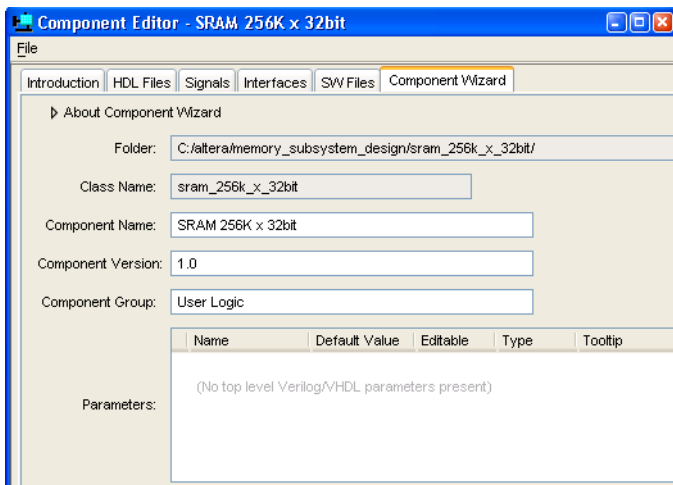 Component Editor - SRAM 256K x 32bit
File
Introduction HDL Files Signals Interfaces SW Files Component Wizard
About Component Wizard
Folder: C:/altera/memory_subsystem_design/sram_256k_x_32bit/
Class Name: sram_256k_x_32bit
Component Name: SRAM 256K x 32bit
Component Version: 1.0
Component Group: User Logic
Name Default Value Editable Type Tooltip
(No top level Verilog/VHDL parameters present)
Parameters: